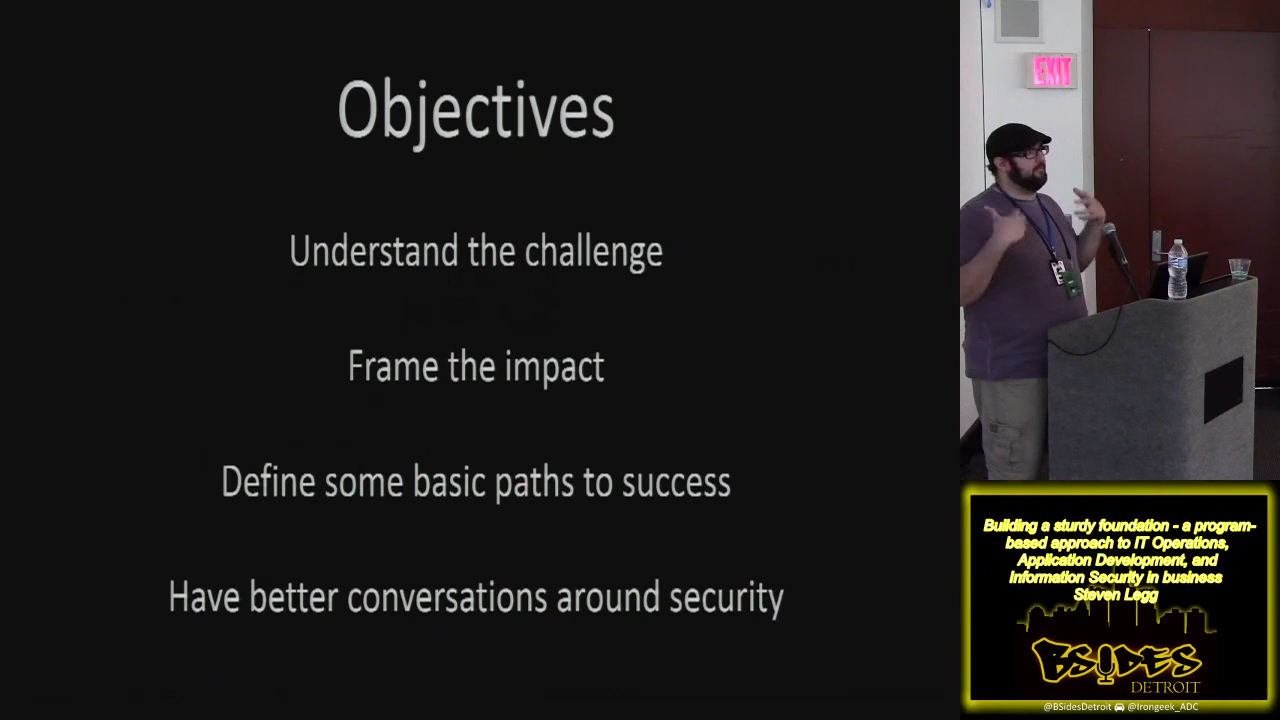 Objectives
Understand the challenge
Frame the impact
Define some basic paths to success
Have better conversations around security
EXIT
Building a sturdy foundation - a program-
based approach to IT Operations,
Application Development, and
Information Security in business
Steven Legg
BSIDES
DETROIT
@BSidesDetroit @Irongeek_ADC